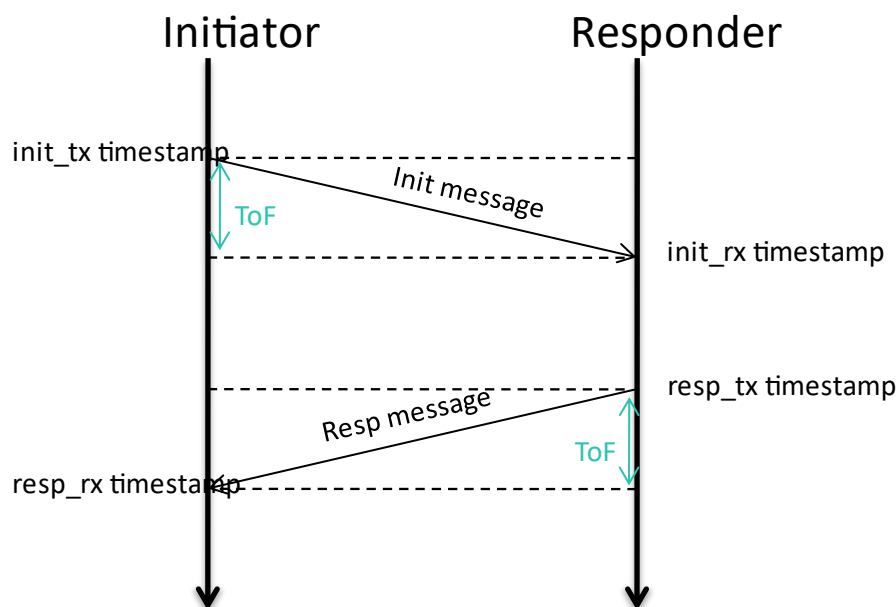 Initiator
Responder
init_tx timestamp
Init message
ToF
init_rx timestamp
resp_tx timestamp
Resp message
ToF
resp_rx timestamp